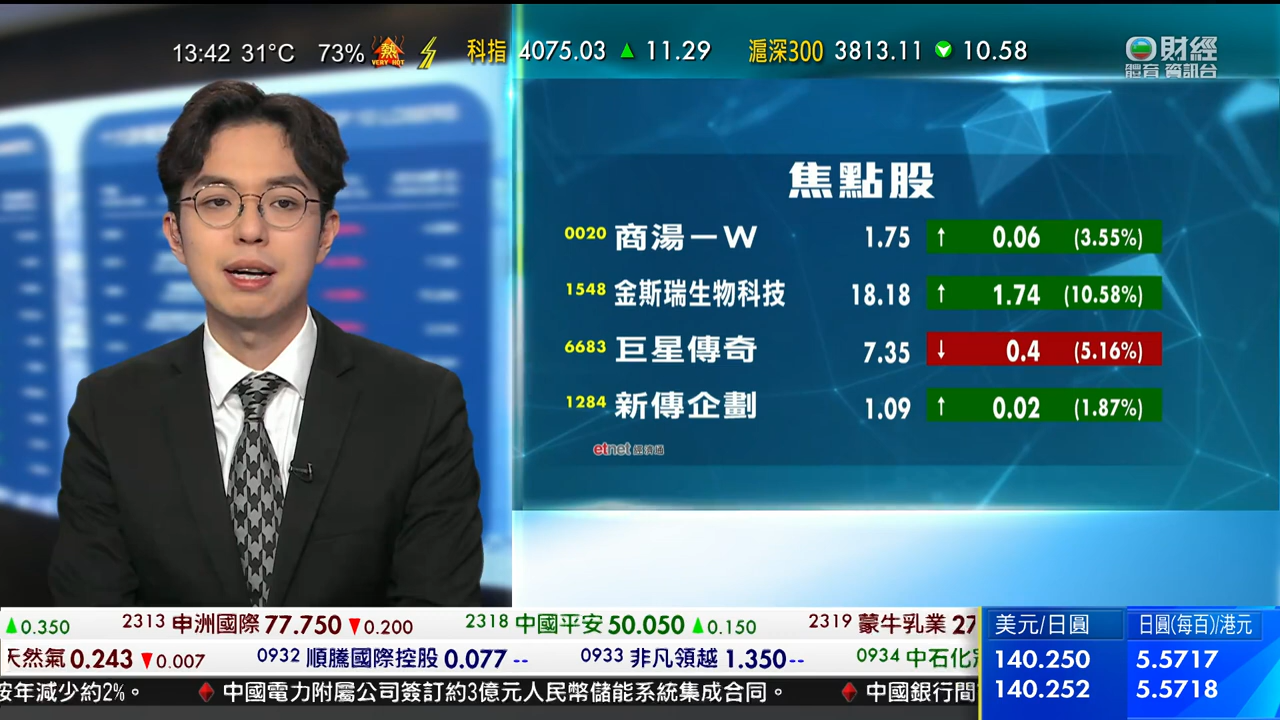 13:42 31°C 73% 熱 VERY HOT 科指 4075.03 ▲ 11.29 滬深300 3813.11 ▼ 10.58
財經
體育 資訊台
焦點股
0020 商湯－W 1.75 ↑ 0.06 (3.55%)
1548 金斯瑞生物科技 18.18 ↑ 1.74 (10.58%)
6683 巨星傳奇 7.35 ↓ 0.4 (5.16%)
1284 新傳企劃 1.09 ↑ 0.02 (1.87%)
etnet 經濟通
▲0.350 2313 申洲國際 77.750 ▼0.200 2318 中國平安 50.050 ▲0.150 2319 蒙牛乳業 27
天然氣 0.243 ▼0.007 0932 順騰國際控股 0.077 -- 0933 非凡領越 1.350 -- 0934 中石化
按年減少約2%。 ♦ 中國電力附屬公司簽訂約3億元人民幣儲能系統集成合同。 ♦ 中國銀行間
美元/日圓 日圓(每百)/港元
140.250 5.5717
140.252 5.5718